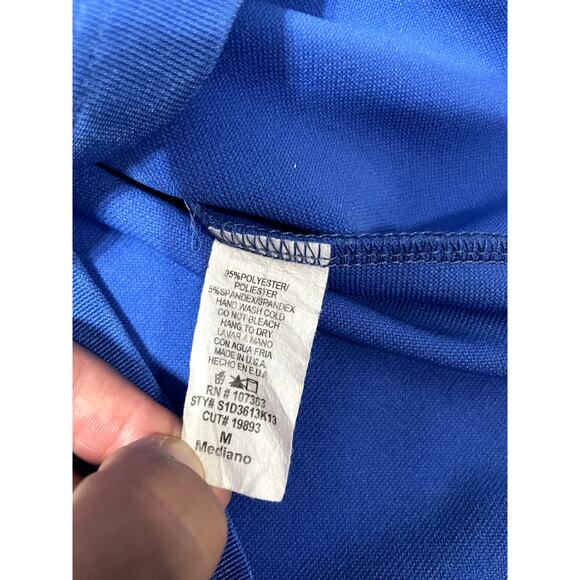 95%POLYESTER/
POLIESTER
5%SPANDEX/SPANDEX
HAND WASH COLD
DO NOT BLEACH
HANG TO DRY
LAVAR A MANO
CON AGUA FRIA
MADE IN U.S.A
HECHO EN E.U.A
RN # 107383
STY# S1D3613K13
CUT# 19893
M
Mediano